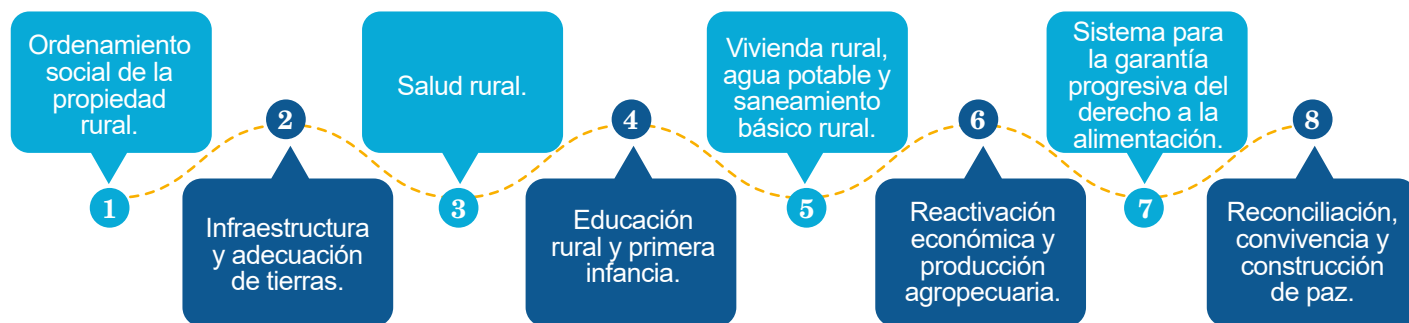 1
Ordenamiento
social de la
propiedad
rural.
2
Infraestructura
y adecuación
de tierras.
3
Salud rural.
4
Educación
rural y primera
infancia.
5
Vivienda rural,
agua potable y
saneamiento
básico rural.
6
Reactivación
económica y
producción
agropecuaria.
7
Sistema para
la garantía
progresiva del
derecho a la
alimentación.
8
Reconciliación,
convivencia y
construcción
de paz.